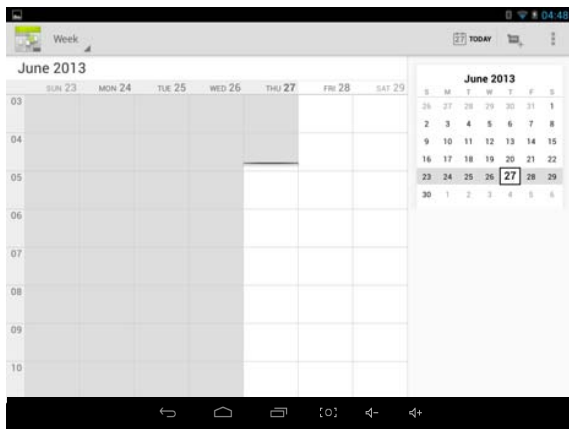 04:48
Week 27 TODAY
June 2013
SUN 23 MON 24 TUE 25 WED 26 THU 27 FRI 28 SAT 29
03
04
05
06
07
08
09
10
June 2013
S M T W T F S
26 27 28 29 30 31 1
2 3 4 5 6 7 8
9 10 11 12 13 14 15
16 17 18 19 20 21 22
23 24 25 26 27 28 29
30 1 2 3 4 5 6